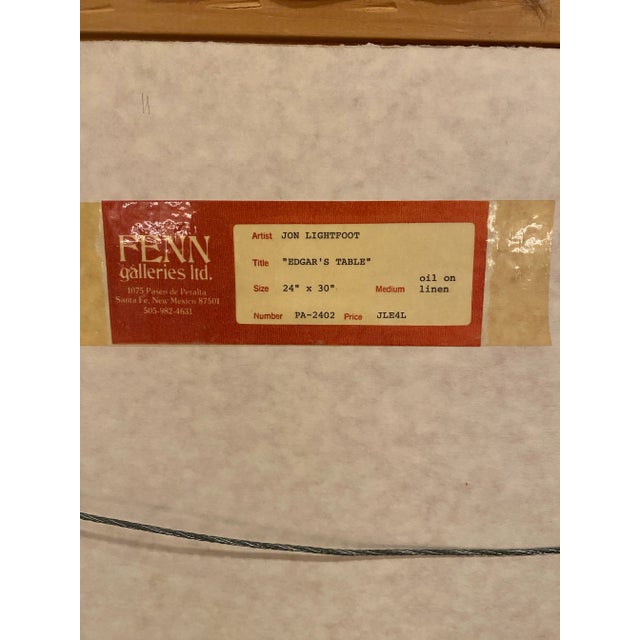 FENN
galleries ltd.
1075 Paseo de Peralta
Santa Fe, New Mexico 87501
505-982-4631
Artist JON LIGHTFOOT
Title "EDGAR'S TABLE"
Size 24" x 30" Medium oil on linen
Number PA-2402 Price JLE4L